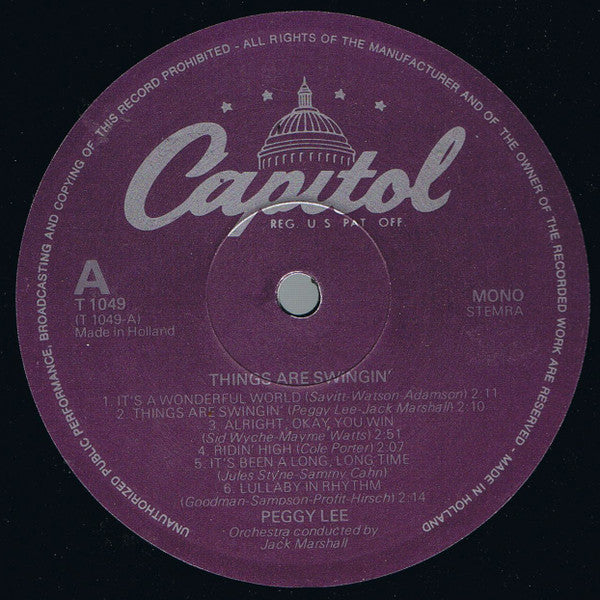 UNAUTHORIZED PUBLIC PERFORMANCE, BROADCASTING AND COPYING OF THIS RECORD PROHIBITED - ALL RIGHTS OF THE MANUFACTURER AND OF THE OWNER OF THE RECORDED WORK ARE RESERVED - MADE IN HOLLAND
Capitol
REG. U.S. PAT. OFF.
A
T 1049
(T 1049-A)
Made in Holland
MONO
STEMRA
THINGS ARE SWINGIN'
1. IT'S A WONDERFUL WORLD (Savitt-Watson-Adamson) 2:11
2. THINGS ARE SWINGIN' (Peggy Lee-Jack Marshall) 2:10
3. ALRIGHT, OKAY, YOU WIN
(Sid Wyche-Mayme Watts) 2:51
4. RIDIN' HIGH (Cole Porter) 2:07
5. IT'S BEEN A LONG, LONG TIME
(Jules Styne-Sammy Cahn)
6. LULLABY IN RHYTHM
(Goodman-Sampson-Profit-Hirsch) 2:14
PEGGY LEE
Orchestra conducted by
Jack Marshall